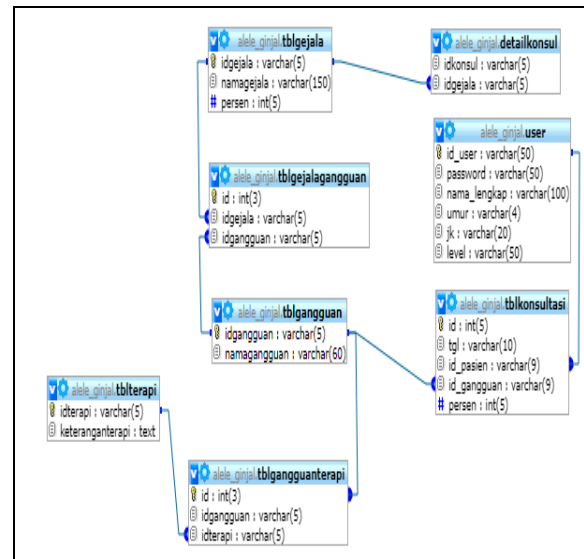 alele_ginjal.tblgejala
idgejala : varchar(5)
namagejala : varchar(150)
# persen : int(5)
alele_ginjal.detailkonsul
idkonsul : varchar(5)
idgejala : varchar(5)
alele_ginjal.user
id_user : varchar(50)
password : varchar(50)
nama_lengkap : varchar(100)
umur : varchar(4)
jk : varchar(20)
level : varchar(50)
alele_ginjal.tblgejalagangguan
id : int(3)
idgejala : varchar(5)
idgangguan : varchar(5)
alele_ginjal.tblgangguan
idgangguan : varchar(5)
namagangguan : varchar(60)
alele_ginjal.tblkonsultasi
id : int(5)
tgl : varchar(10)
id_pasien : varchar(9)
id_gangguan : varchar(9)
# persen : int(5)
alele_ginjal.tblterapi
idterapi : varchar(5)
keteranganterapi : text
alele_ginjal.tblgangguanterapi
id : int(3)
idgangguan : varchar(5)
idterapi : varchar(5)